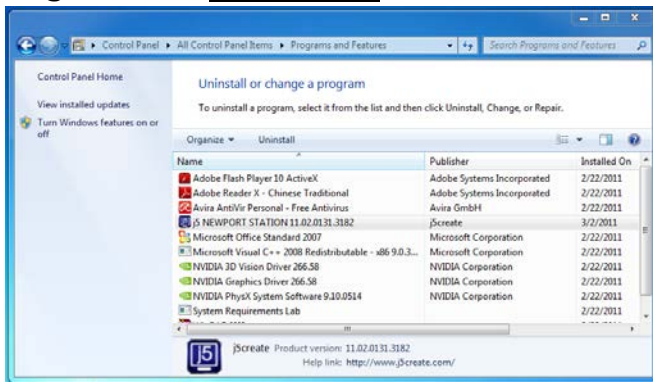 Control Panel ▸ All Control Panel Items ▸ Programs and Features
Search Programs and Features
Control Panel Home
View installed updates
Turn Windows features on or
off
Uninstall or change a program
To uninstall a program, select it from the list and then click Uninstall, Change, or Repair.
Organize Uninstall
Name Publisher Installed On
Adobe Flash Player 10 ActiveX Adobe Systems Incorporated 2/22/2011
Adobe Reader X - Chinese Traditional Adobe Systems Incorporated 2/22/2011
Avira AntiVir Personal - Free Antivirus Avira GmbH 2/22/2011
j5 NEWPORT STATION 11.02.0131.3182 j5create 3/2/2011
Microsoft Office Standard 2007 Microsoft Corporation 2/22/2011
Microsoft Visual C++ 2008 Redistributable - x86 9.0.3... Microsoft Corporation 2/22/2011
NVIDIA 3D Vision Driver 266.58 NVIDIA Corporation 2/22/2011
NVIDIA Graphics Driver 266.58 NVIDIA Corporation 2/22/2011
NVIDIA PhysX System Software 9.10.0514 NVIDIA Corporation 2/22/2011
System Requirements Lab 2/22/2011
J5 j5create Product version: 11.02.0131.3182
Help link: http://www.j5create.com/